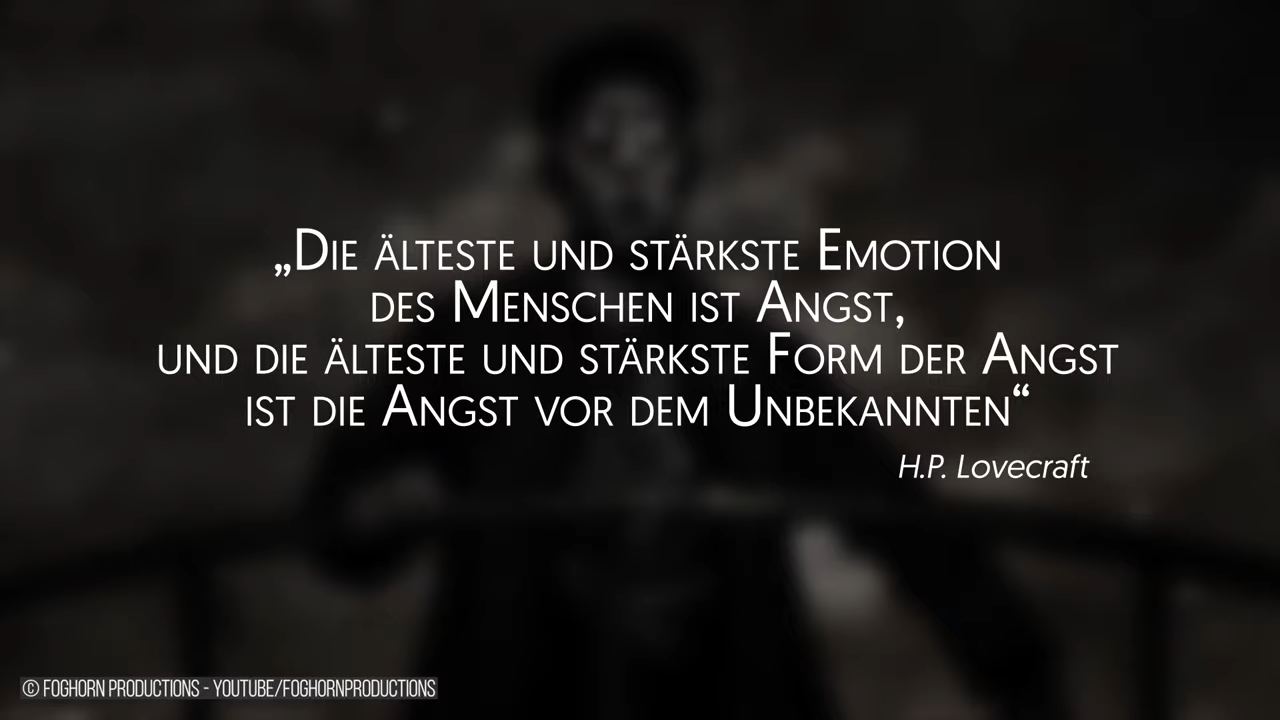 „Die älteste und stärkste Emotion
des Menschen ist Angst,
und die älteste und stärkste Form der Angst
ist die Angst vor dem Unbekannten“
H.P. Lovecraft
© FOGHORN PRODUCTIONS - YOUTUBE/FOGHORNPRODUCTIONS